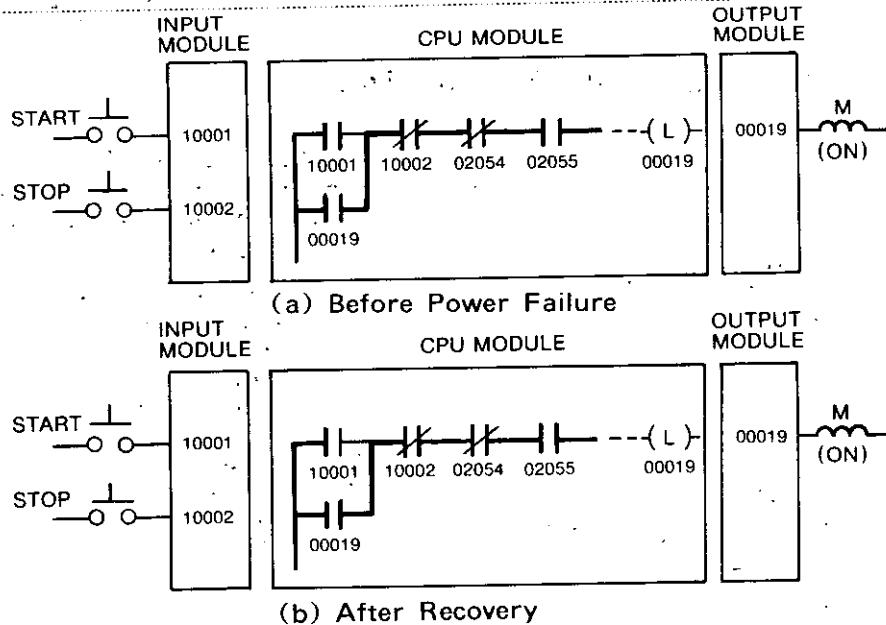 INPUT MODULE
CPU MODULE
OUTPUT MODULE
START
10001
10001
10002
02054
02055
(L)
00019
00019
M
(ON)
STOP
10002
00019
(a) Before Power Failure
INPUT MODULE
CPU MODULE
OUTPUT MODULE
START
10001
10001
10002
02054
02055
(L)
00019
00019
M
(ON)
STOP
10002
00019
(b) After Recovery